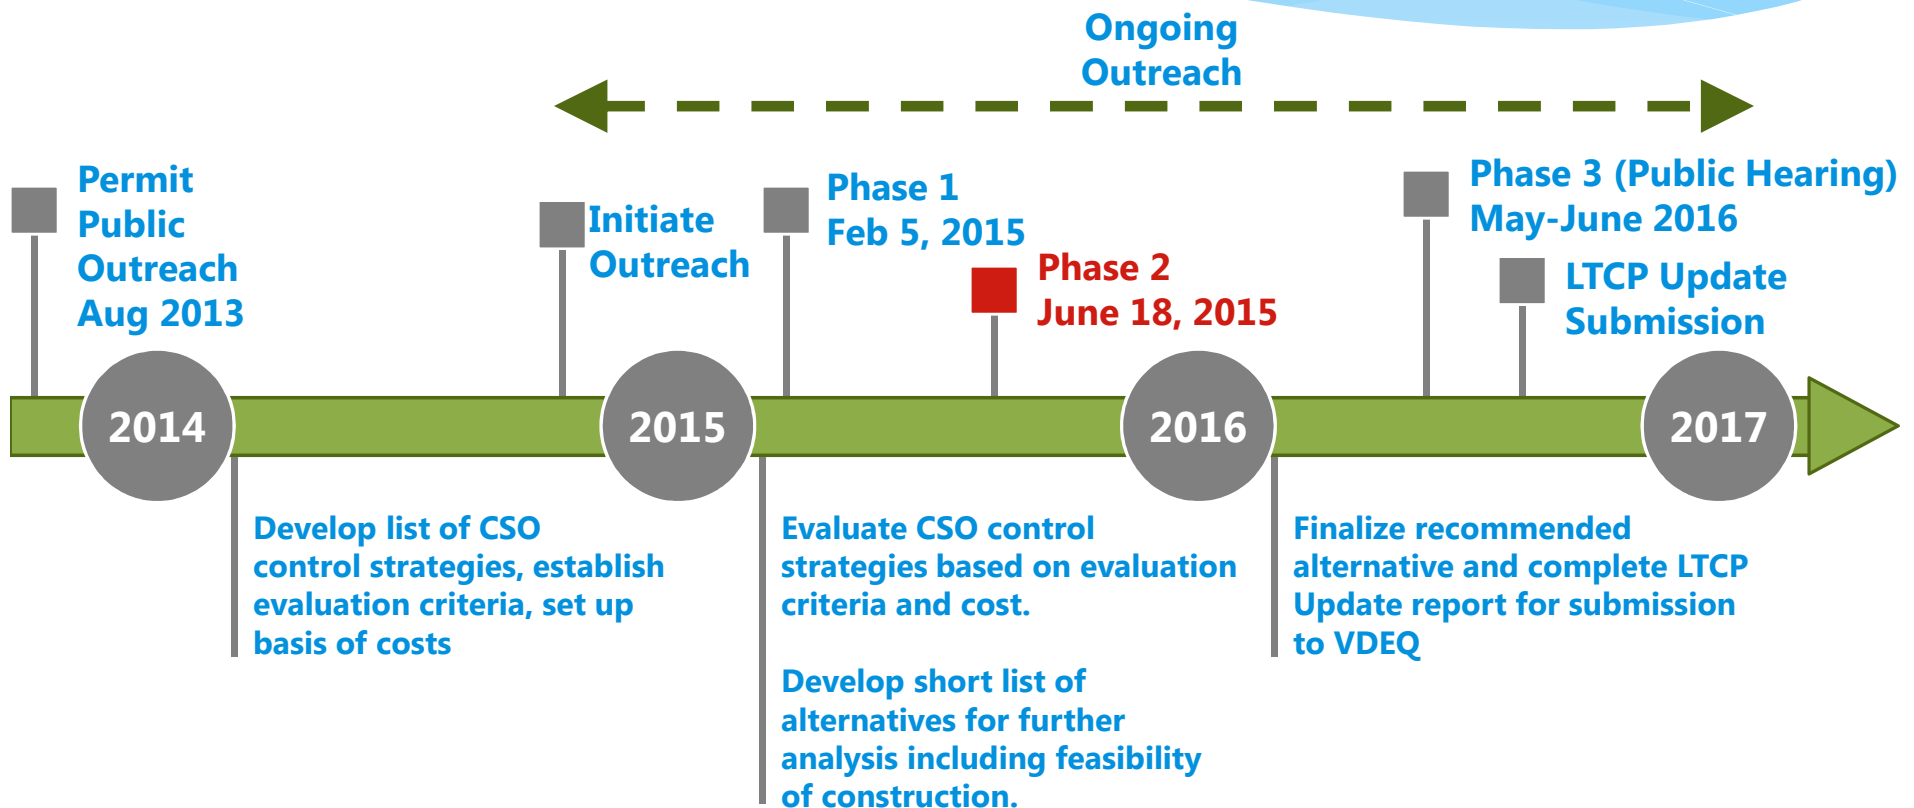 Ongoing
Outreach
Permit
Public
Outreach
Aug 2013
Initiate
Outreach
Phase 1
Feb 5, 2015
Phase 2
June 18, 2015
Phase 3 (Public Hearing)
May-June 2016
LTCP Update
Submission
2014
2015
2016
2017
Develop list of CSO
control strategies, establish
evaluation criteria, set up
basis of costs
Evaluate CSO control
strategies based on evaluation
criteria and cost.
Develop short list of
alternatives for further
analysis including feasibility
of construction.
Finalize recommended
alternative and complete LTCP
Update report for submission
to VDEQ